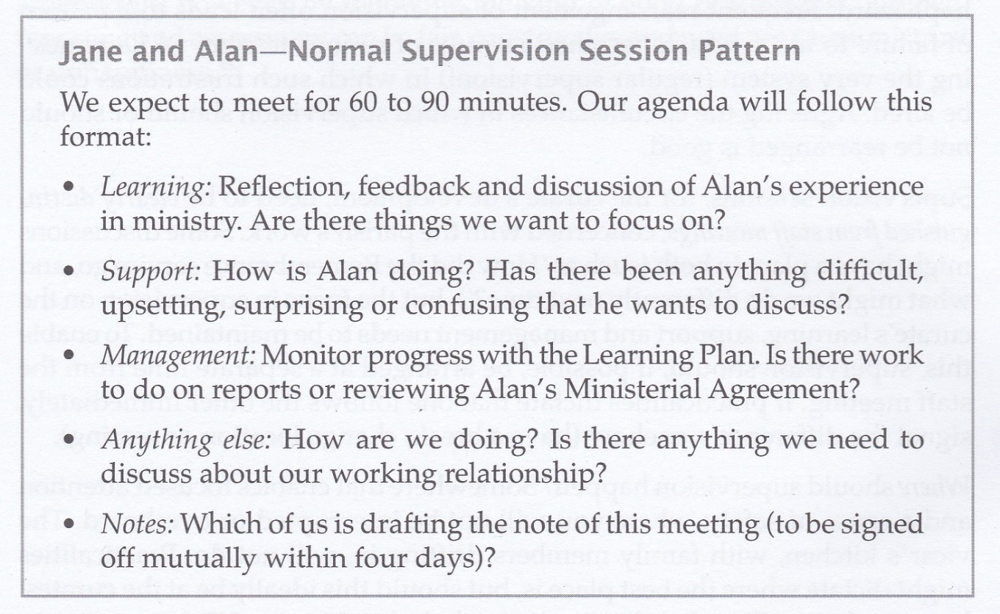 Jane and Alan—Normal Supervision Session Pattern
We expect to meet for 60 to 90 minutes. Our agenda will follow this
format:
• Learning: Reflection, feedback and discussion of Alan’s experience
in ministry. Are there things we want to focus on?
• Support: How is Alan doing? Has there been anything difficult,
upsetting, surprising or confusing that he wants to discuss?
• Management: Monitor progress with the Learning Plan. Is there work
to do on reports or reviewing Alan’s Ministerial Agreement?
• Anything else: How are we doing? Is there anything we need to
discuss about our working relationship?
• Notes: Which of us is drafting the note of this meeting (to be signed
off mutually within four days)?